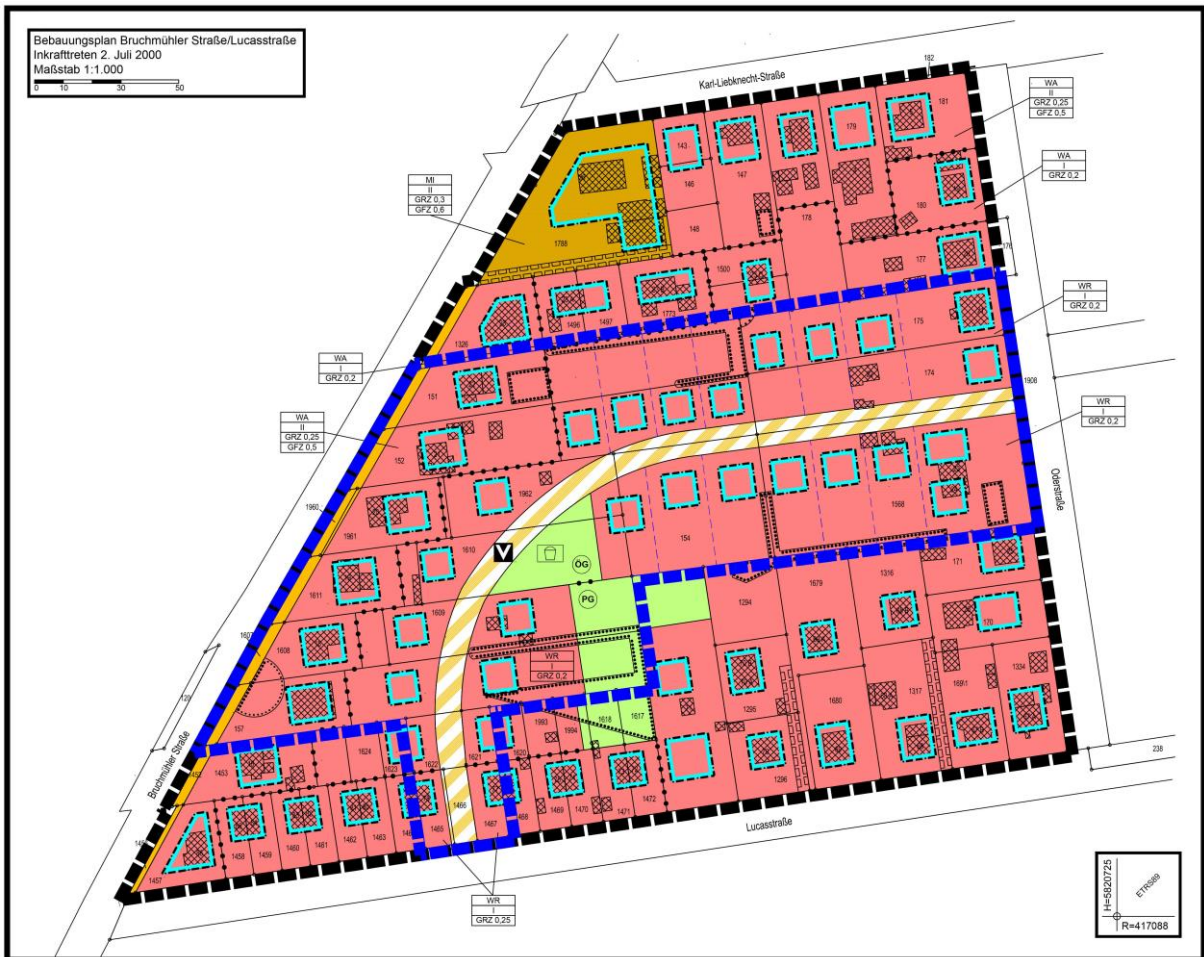 Bebauungsplan Bruchmühler Straße/Lucasstraße
Inkrafttreten 2. Juli 2000
Maßstab 1:1.000
0 10 30 50
Karl-Liebknecht-Straße
182
WA
II
GRZ 0,25
GFZ 0,5
181
179
143
147
146
146
WA
I
GRZ 0,2
MI
II
GRZ 0,3
GFZ 0,6
180
178
148
1788
177
176
1500
1773
1496
1497
1326
WR
I
GRZ 0,2
175
174
1908
WA
I
GRZ 0,2
151
WA
II
GRZ 0,25
GFZ 0,5
152
WR
I
GRZ 0,2
Oderstraße
1962
1960
1961
1568
154
1610
V
ÖG
PG
1611
1609
1294
1679
1316
171
170
1607
1608
WR
I
GRZ 0,2
1334
120
157
1295
1680
1317
1691
1618
1617
1993
1994
Bruchmühler Straße
1452
1453
1624
1623
1622
1621
1620
1296
238
1466
1465
1467
1468
1469
1470
1471
1472
1457
1458
1459
1460
1461
1462
1463
Lucasstraße
WR
I
GRZ 0,25
H=5820725
ETRS89
R=417088